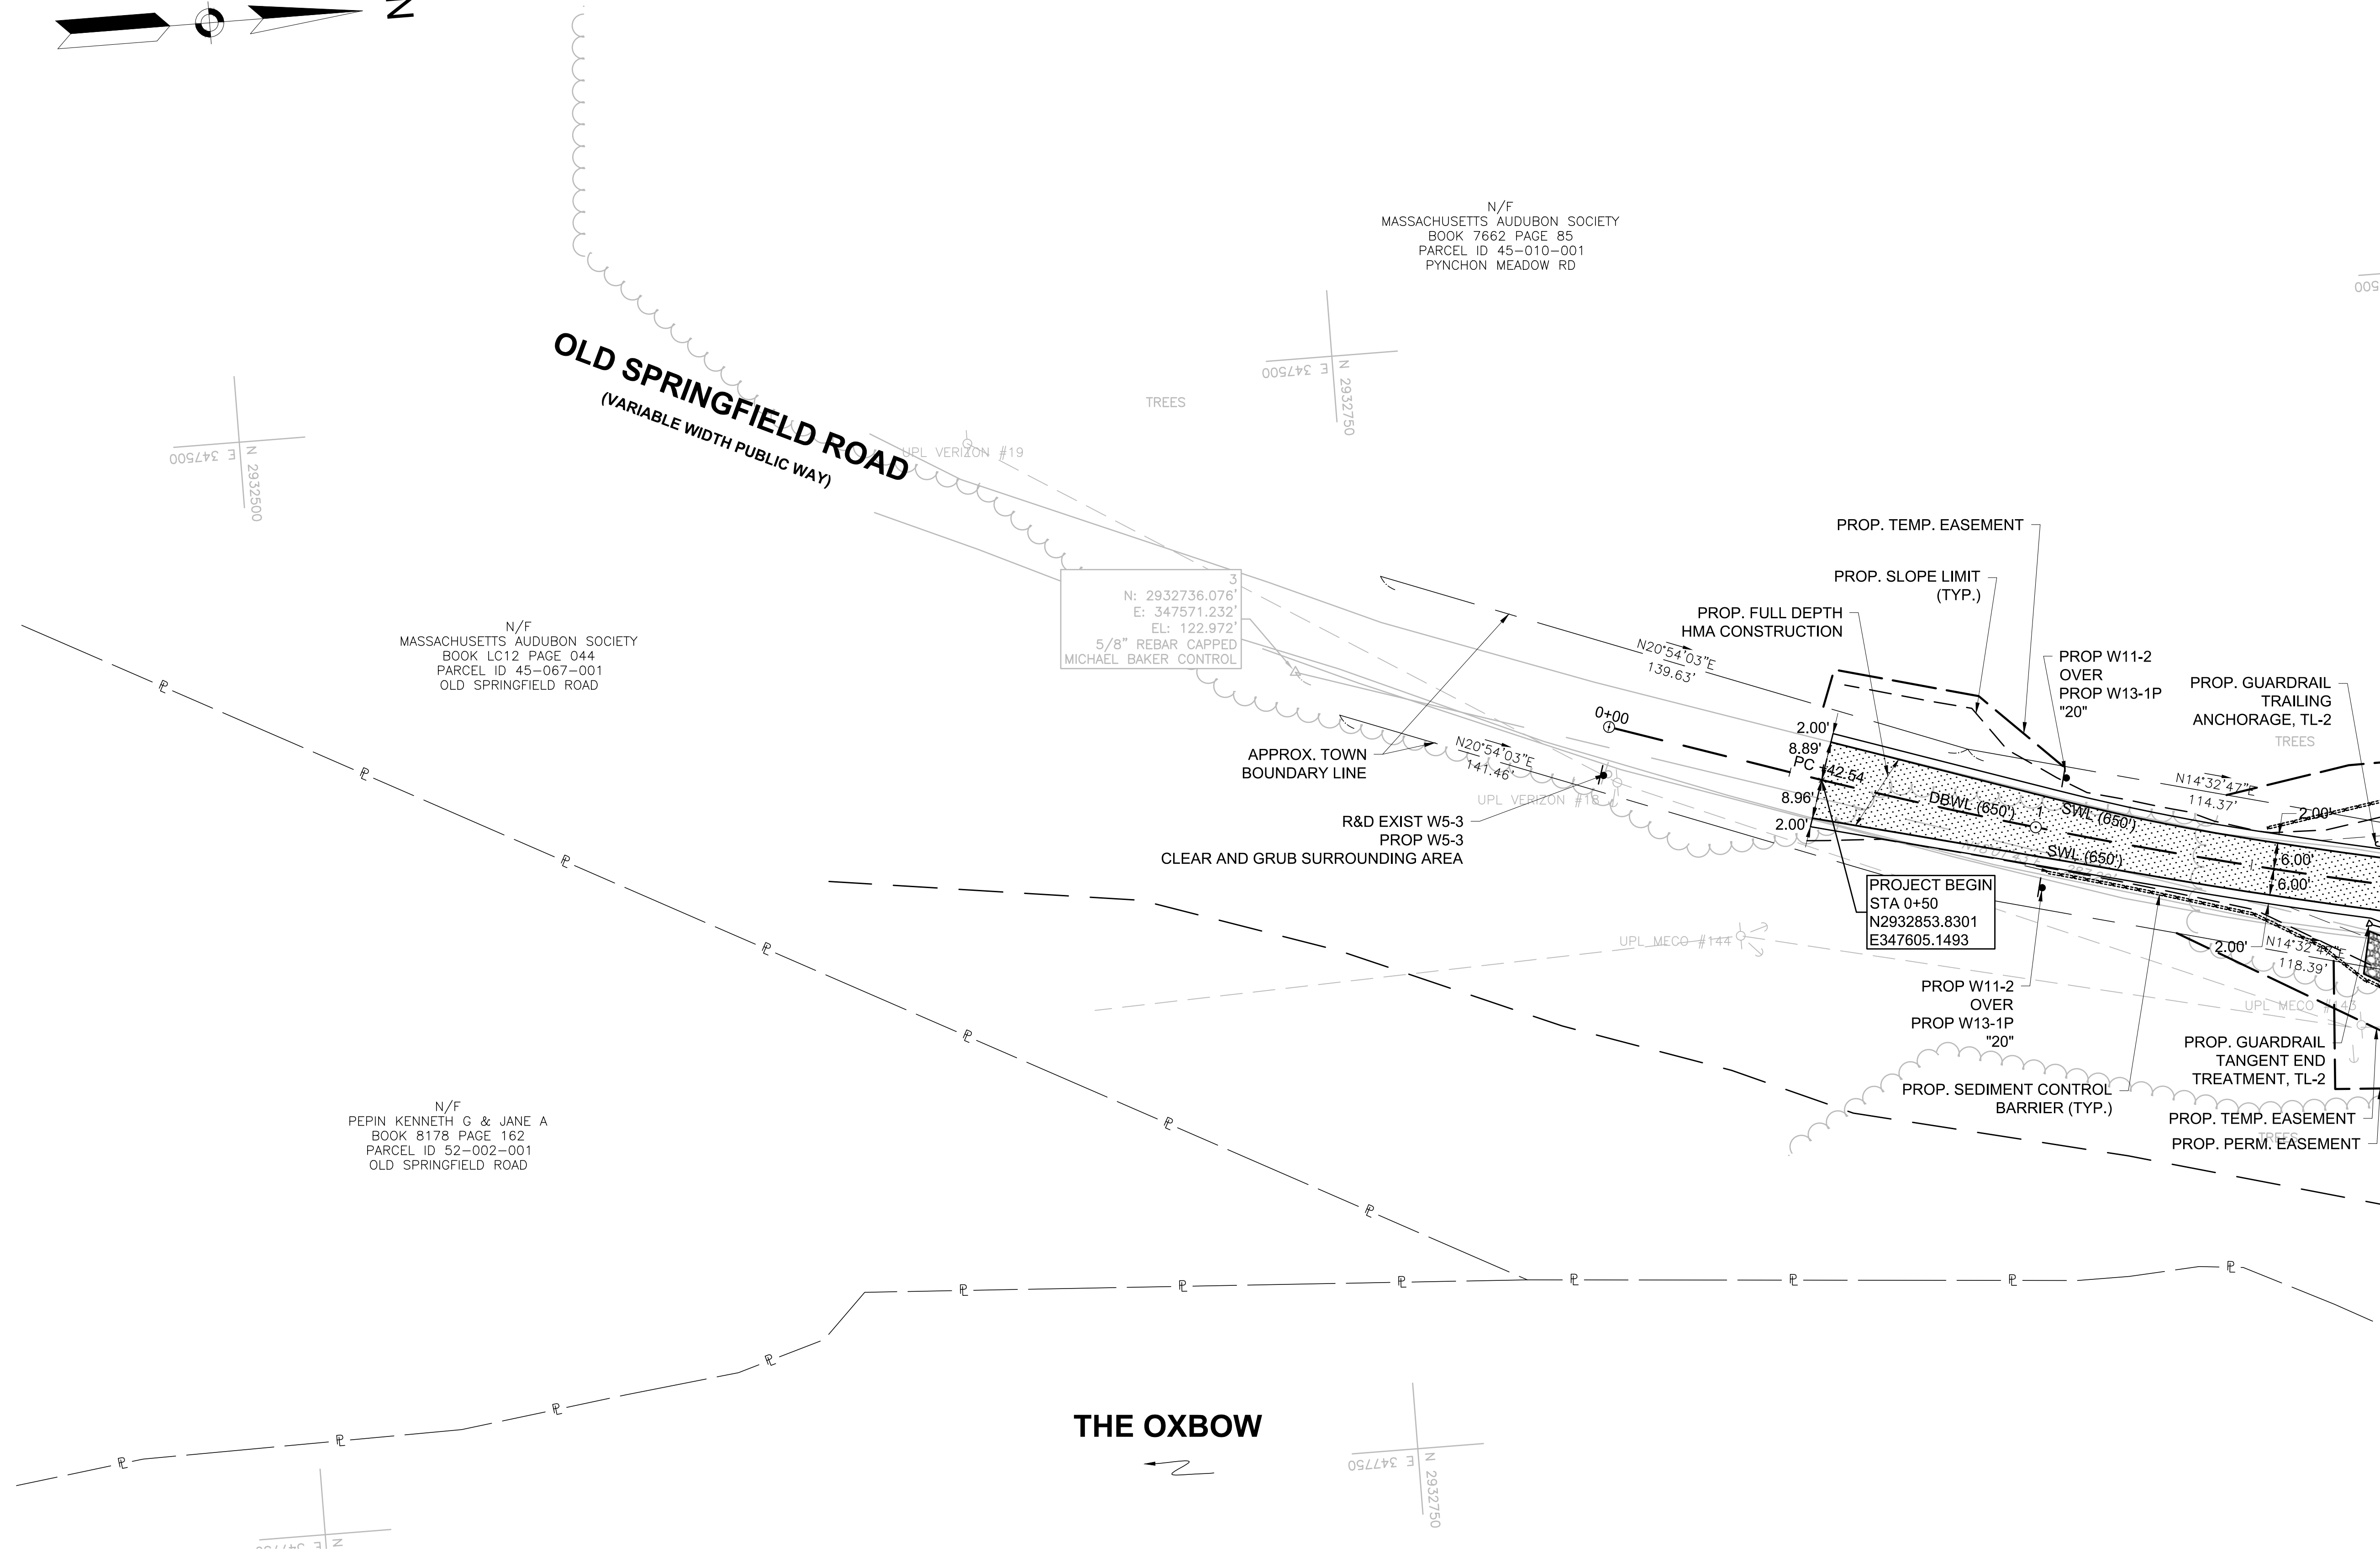 N
N/F
MASSACHUSETTS AUDUBON SOCIETY
BOOK 7662 PAGE 85
PARCEL ID 45-010-001
PYNCHON MEADOW RD
OLD SPRINGFIELD ROAD
(VARIABLE WIDTH PUBLIC WAY)
TREES
E 347500
N 2932750
E 347500
N 2932500
UPL VERIZON #19
3
N: 2932736.076'
E: 347571.232'
EL: 122.972'
5/8" REBAR CAPPED
MICHAEL BAKER CONTROL
N/F
MASSACHUSETTS AUDUBON SOCIETY
BOOK LC12 PAGE 044
PARCEL ID 45-067-001
OLD SPRINGFIELD ROAD
PROP. TEMP. EASEMENT
PROP. SLOPE LIMIT
(TYP.)
PROP. FULL DEPTH
HMA CONSTRUCTION
N20°54'03"E
139.63'
PROP W11-2
OVER
PROP W13-1P
"20"
PROP. GUARDRAIL
TRAILING
ANCHORAGE, TL-2
TREES
0+00
2.00'
8.89'
PC +42.54
8.96'
2.00'
APPROX. TOWN
BOUNDARY LINE
N20°54'03"E
141.46'
R&D EXIST W5-3
PROP W5-3
CLEAR AND GRUB SURROUNDING AREA
UPL VERIZON #18
DBWL (650')
1
SWL (650')
SWL (650')
N14°32'47"E
114.37'
2.00'
6.00'
6.00'
2.00'
N14°32'47"E
118.39'
PROJECT BEGIN
STA 0+50
N2932853.8301
E347605.1493
UPL MECO #144
UPL MECO #143
PROP W11-2
OVER
PROP W13-1P
"20"
PROP. SEDIMENT CONTROL
BARRIER (TYP.)
PROP. GUARDRAIL
TANGENT END
TREATMENT, TL-2
PROP. TEMP. EASEMENT
TREES
PROP. PERM. EASEMENT
N/F
PEPIN KENNETH G & JANE A
BOOK 8178 PAGE 162
PARCEL ID 52-002-001
OLD SPRINGFIELD ROAD
THE OXBOW
E 347750
N 2932750